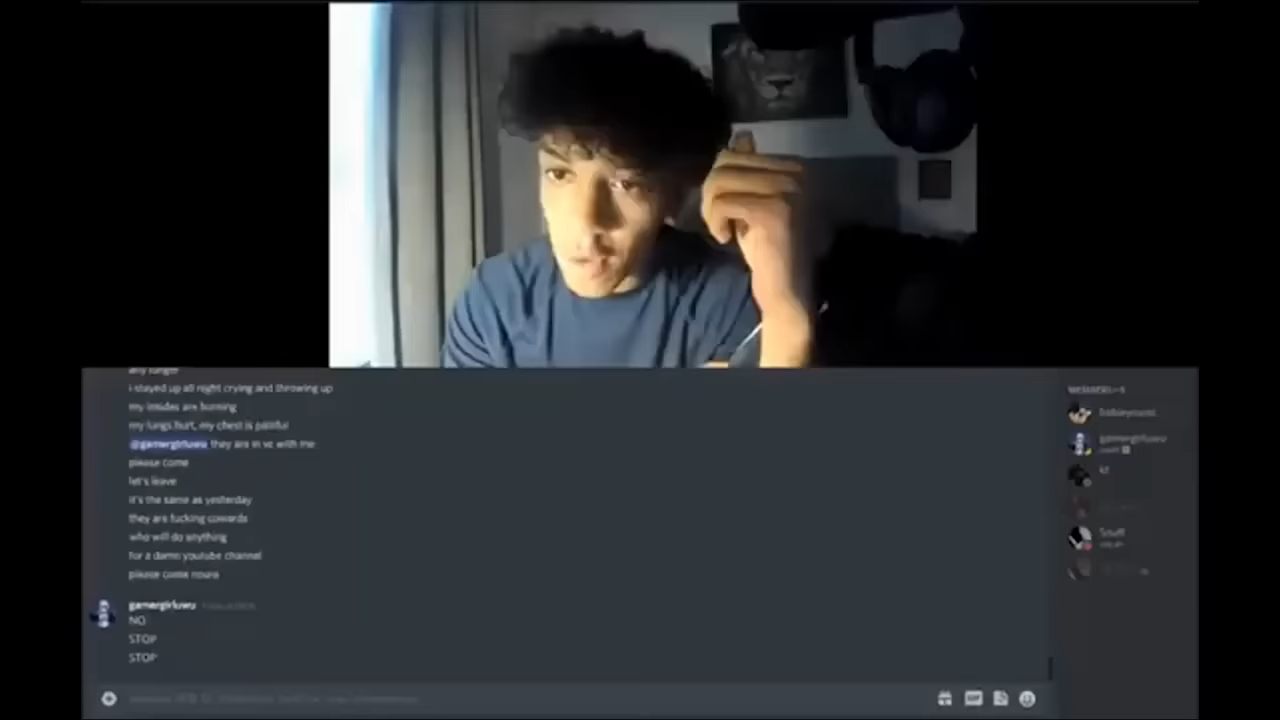 i stayed up all night crying and throwing up
my insides are burning
my lungs hurt, my chest is painful
@gamergirluwu they are in vc with me
please come
let's leave
it's the same as yesterday
they are fucking cowards
who will do anything
for a damn youtube channel
please come
gamergirluwu
NO
STOP
STOP
gamergirluwu
GIF